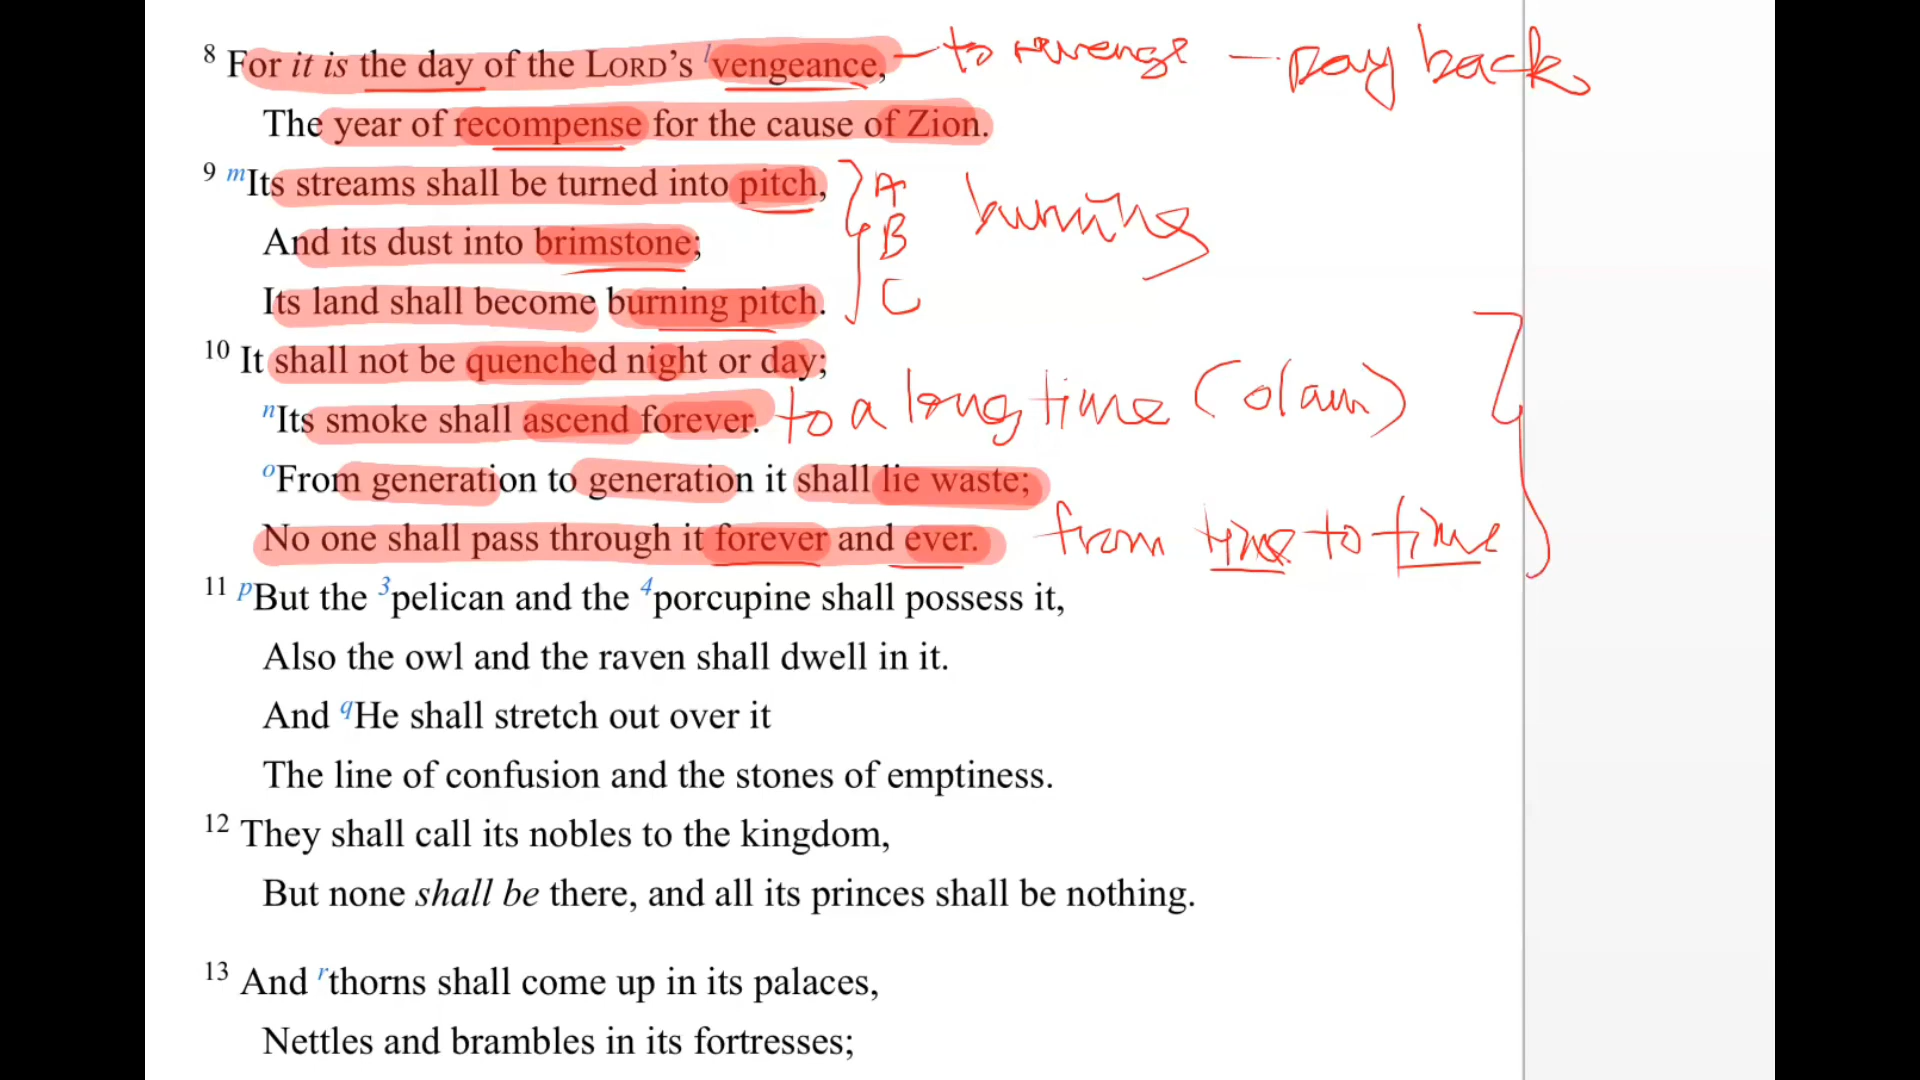 8 For it is the day of the LORD’s l vengeance, – to revenge – pay back
The year of recompense for the cause of Zion.
9 m Its streams shall be turned into pitch, A
And its dust into brimstone; B burning
Its land shall become burning pitch. C
10 It shall not be quenched night or day;
n Its smoke shall ascend forever. to a long time (olam)
o From generation to generation it shall lie waste;
No one shall pass through it forever and ever. from time to time
11 p But the 3 pelican and the 4 porcupine shall possess it,
Also the owl and the raven shall dwell in it.
And q He shall stretch out over it
The line of confusion and the stones of emptiness.
12 They shall call its nobles to the kingdom,
But none shall be there, and all its princes shall be nothing.
13 And r thorns shall come up in its palaces,
Nettles and brambles in its fortresses;